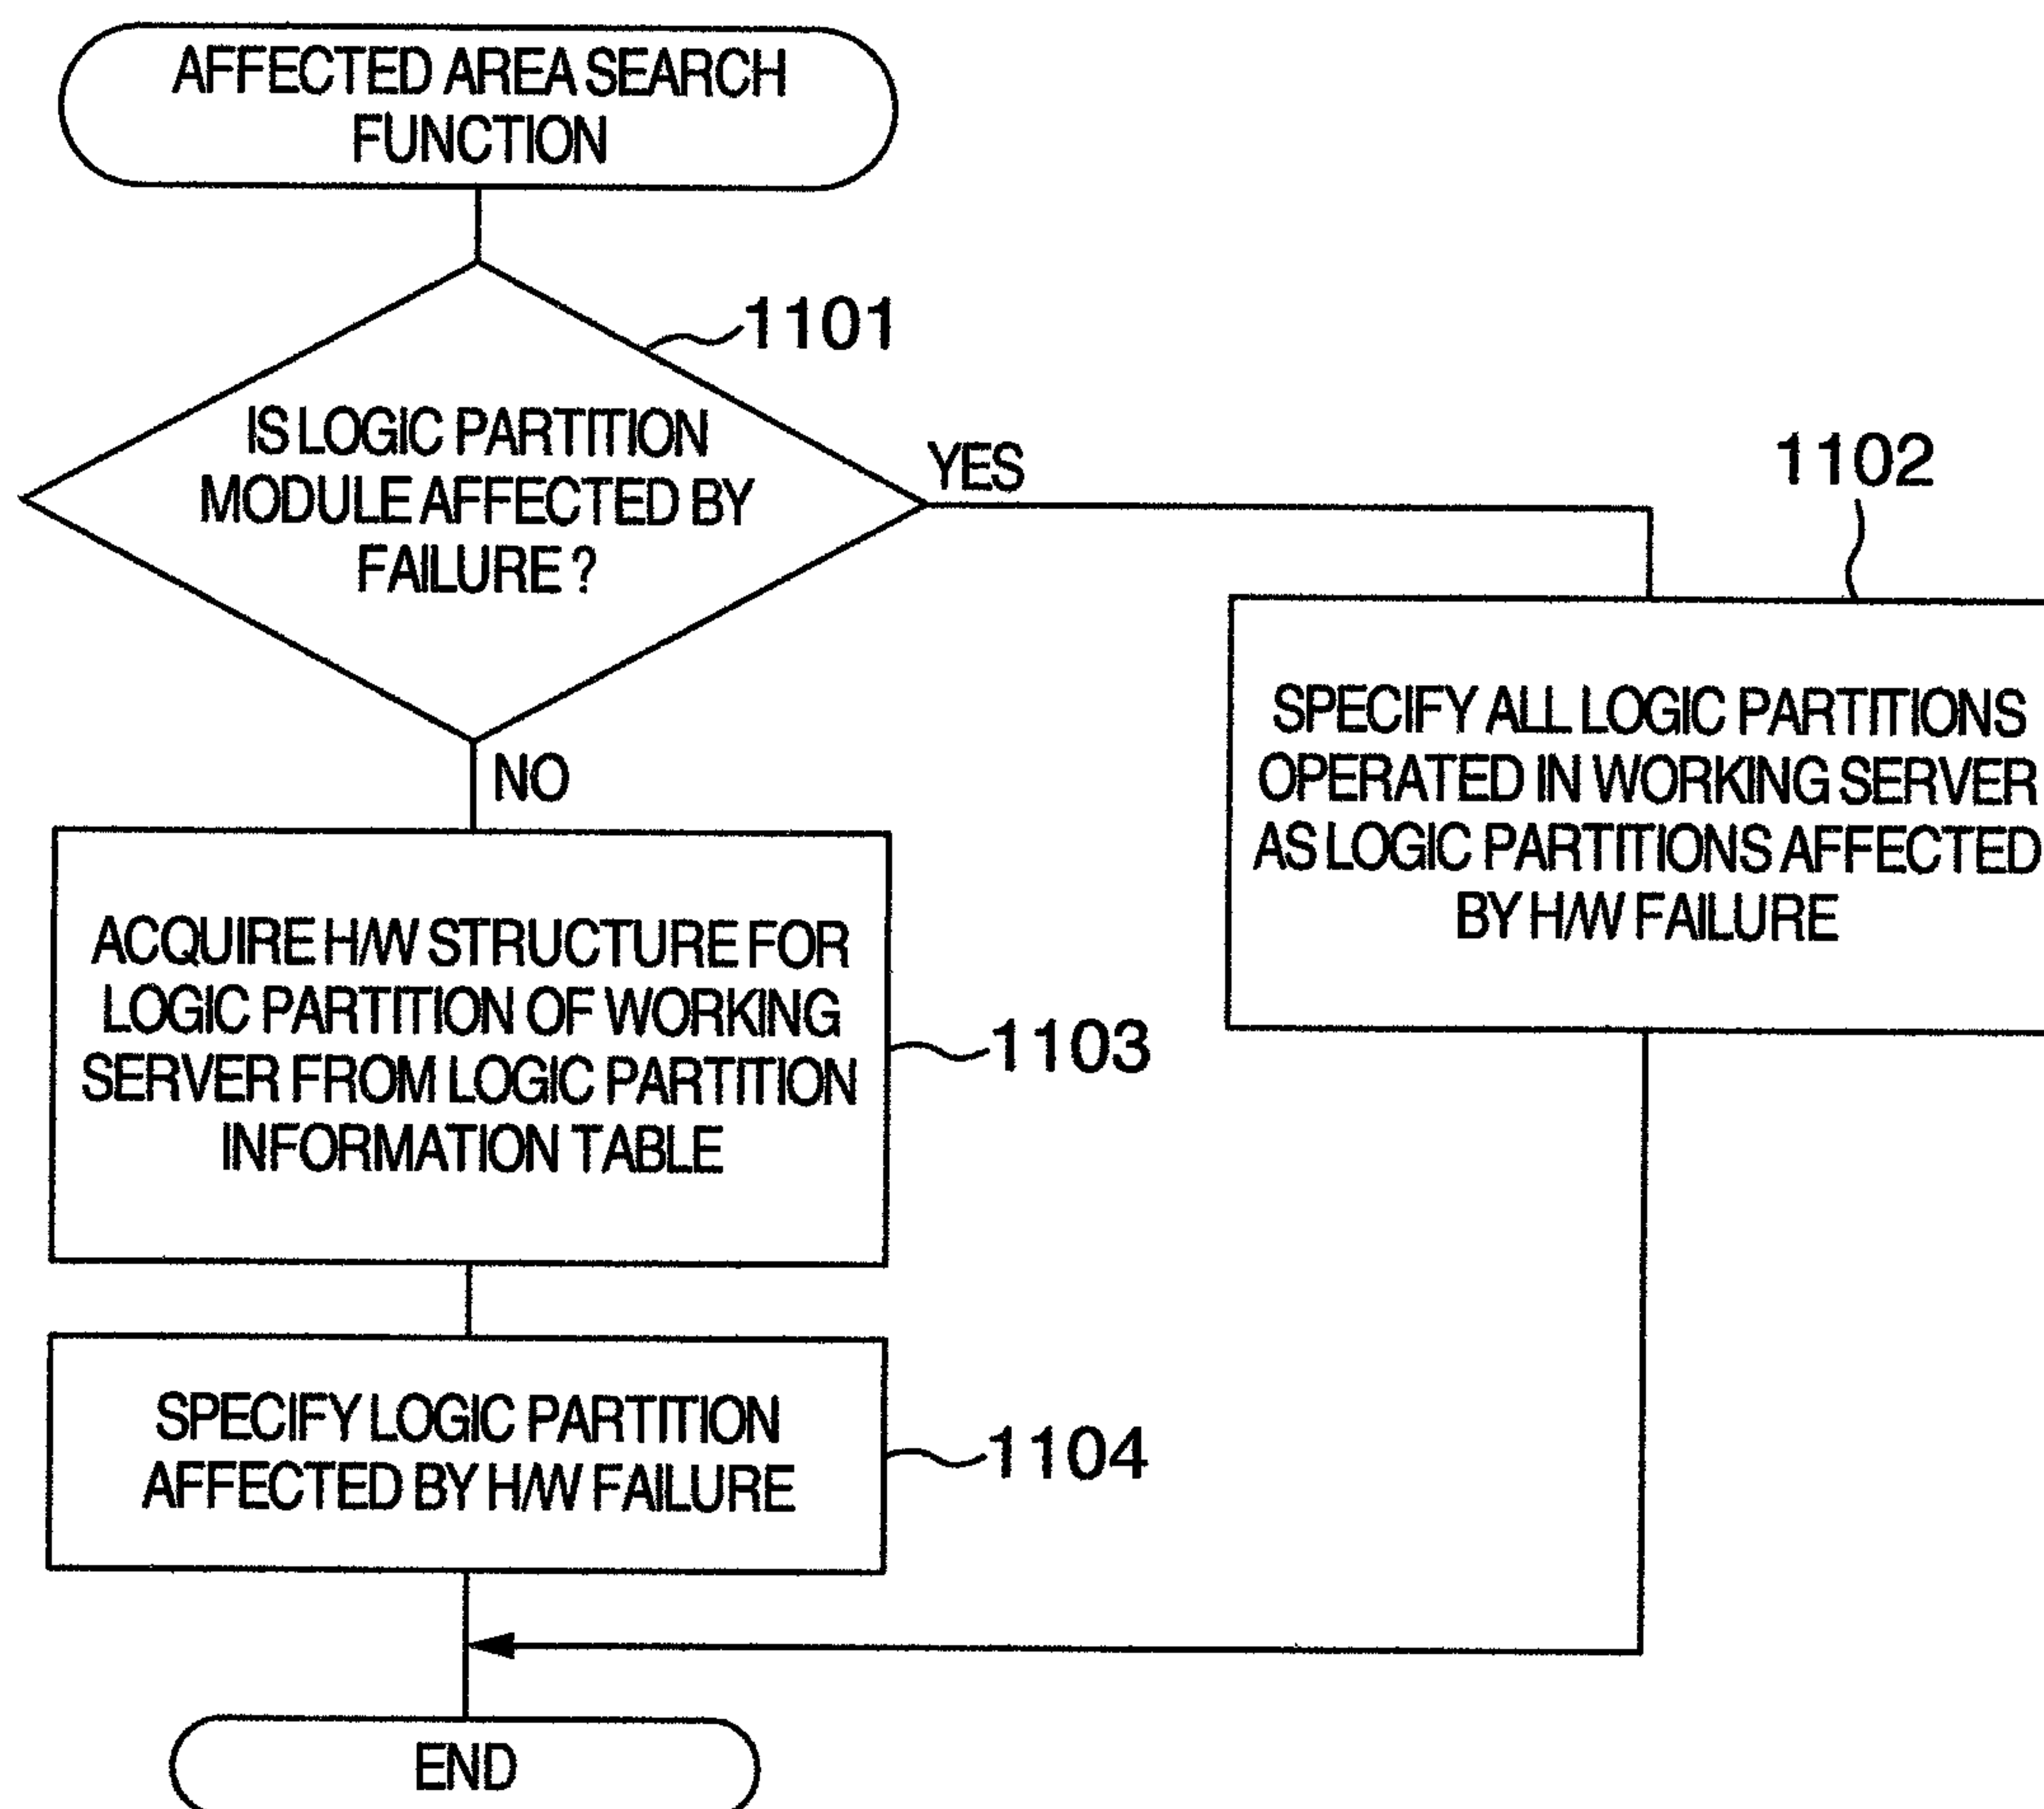 AFFECTED AREA SEARCH
FUNCTION
1101
IS LOGIC PARTITION
MODULE AFFECTED BY
FAILURE ?
YES
NO
1102
SPECIFY ALL LOGIC PARTITIONS
OPERATED IN WORKING SERVER
AS LOGIC PARTITIONS AFFECTED
BY H/W FAILURE
ACQUIRE H/W STRUCTURE FOR
LOGIC PARTITION OF WORKING
SERVER FROM LOGIC PARTITION
INFORMATION TABLE
1103
SPECIFY LOGIC PARTITION
AFFECTED BY H/W FAILURE
1104
END